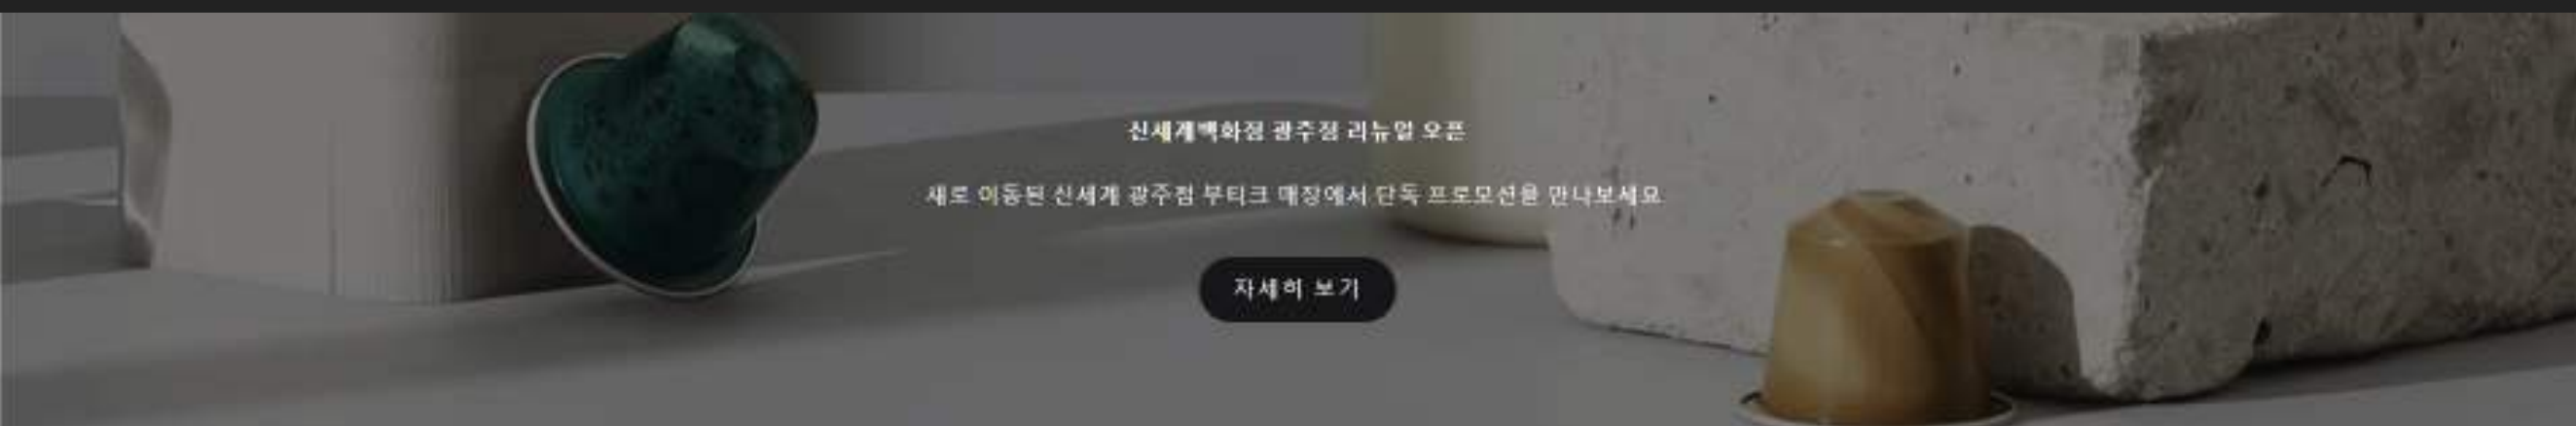 신세계백화점 광주점 리뉴얼 오픈
새로 이동된 신세계 광주점 부티크 매장에서 단독 프로모션을 만나보세요
자세히 보기